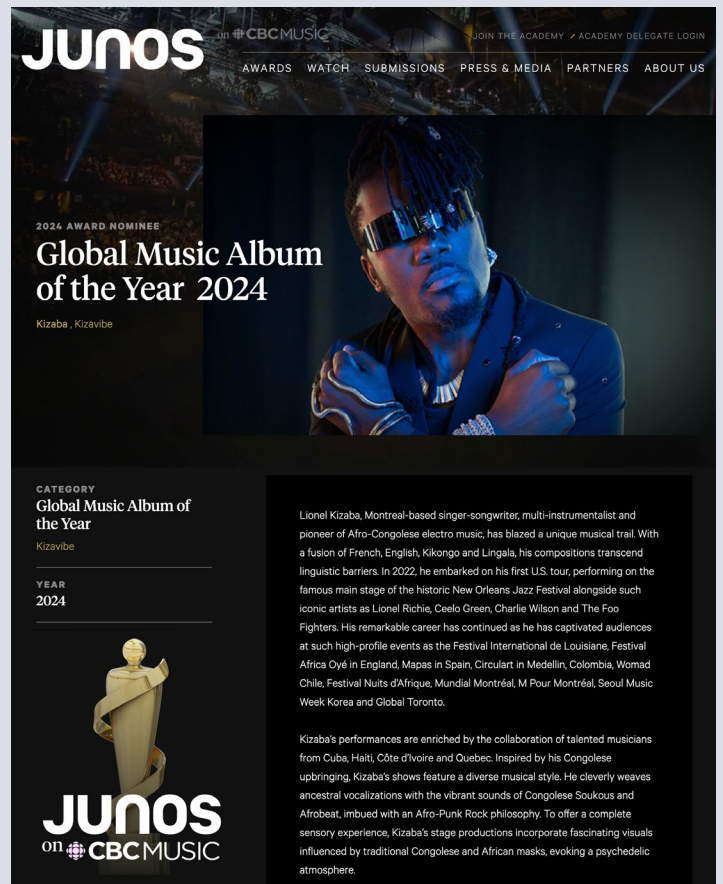 JUNOS
on CBC MUSIC
JOIN THE ACADEMY / ACADEMY DELEGATE LOGIN
AWARDS WATCH SUBMISSIONS PRESS & MEDIA PARTNERS ABOUT US
2024 AWARD NOMINEE
Global Music Album
of the Year 2024
Kizaba , Kizavibe
CATEGORY
Global Music Album of
the Year
Kizavibe
YEAR
2024
JUNOS
on CBC MUSIC
Lionel Kizaba, Montreal-based singer-songwriter, multi-instrumentalist and
pioneer of Afro-Congolese electro music, has blazed a unique musical trail. With
a fusion of French, English, Kikongo and Lingala, his compositions transcend
linguistic barriers. In 2022, he embarked on his first U.S. tour, performing on the
famous main stage of the historic New Orleans Jazz Festival alongside such
iconic artists as Lionel Richie, Ceelo Green, Charlie Wilson and The Foo
Fighters. His remarkable career has continued as he has captivated audiences
at such high-profile events as the Festival International de Louisiane, Festival
Africa Oyé in England, Mapas in Spain, Circulart in Medellin, Colombia, Womad
Chile, Festival Nuits d’Afrique, Mundial Montréal, M Pour Montréal, Seoul Music
Week Korea and Global Toronto.
Kizaba’s performances are enriched by the collaboration of talented musicians
from Cuba, Haiti, Côte d’Ivoire and Quebec. Inspired by his Congolese
upbringing, Kizaba’s shows feature a diverse musical style. He cleverly weaves
ancestral vocalizations with the vibrant sounds of Congolese Soukous and
Afrobeat, imbued with an Afro-Punk Rock philosophy. To offer a complete
sensory experience, Kizaba’s stage productions incorporate fascinating visuals
influenced by traditional Congolese and African masks, evoking a psychedelic
atmosphere.